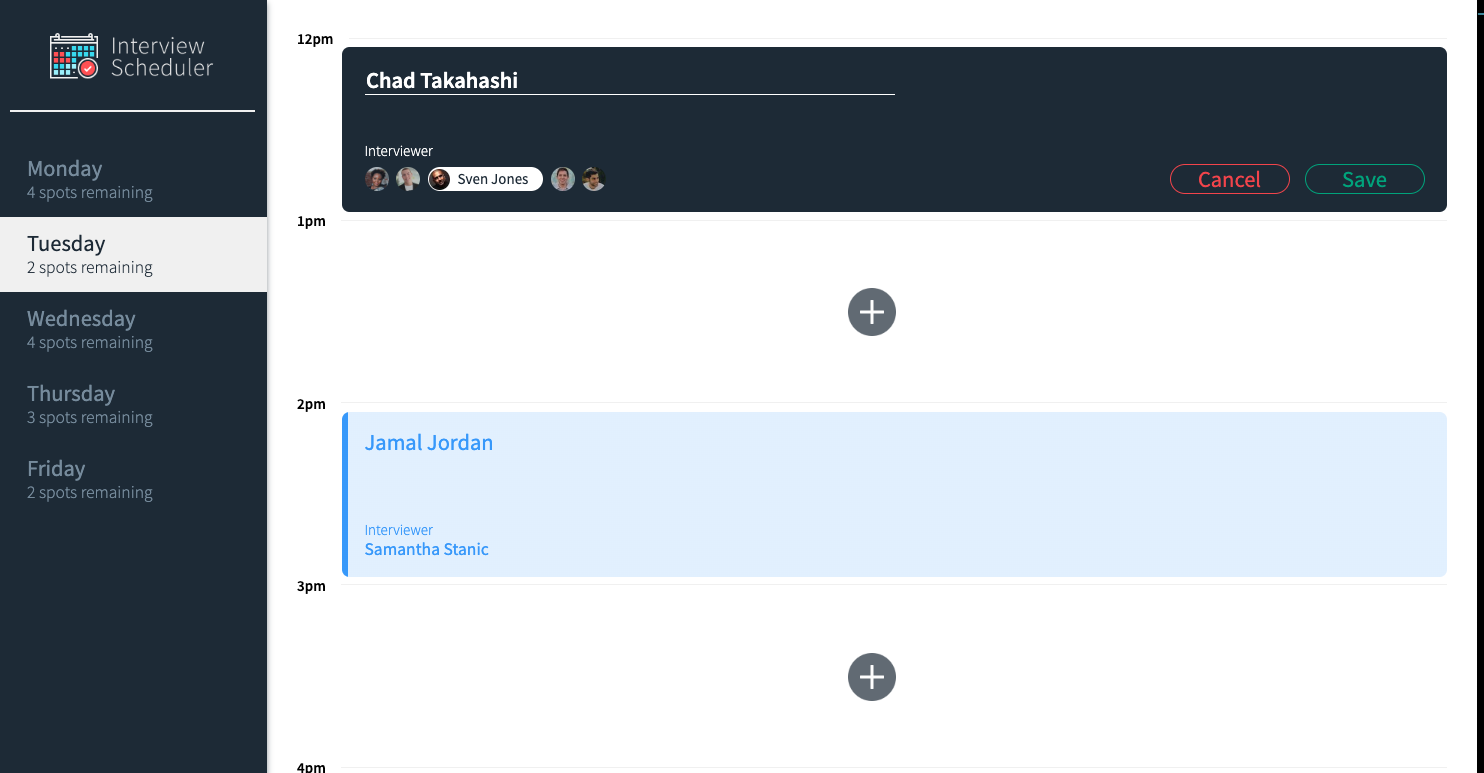 Interview
Scheduler
Monday
4 spots remaining
Tuesday
2 spots remaining
Wednesday
4 spots remaining
Thursday
3 spots remaining
Friday
2 spots remaining
12pm
Chad Takahashi
Interviewer
Sven Jones
Cancel
Save
1pm
2pm
Jamal Jordan
Interviewer
Samantha Stanic
3pm
4pm